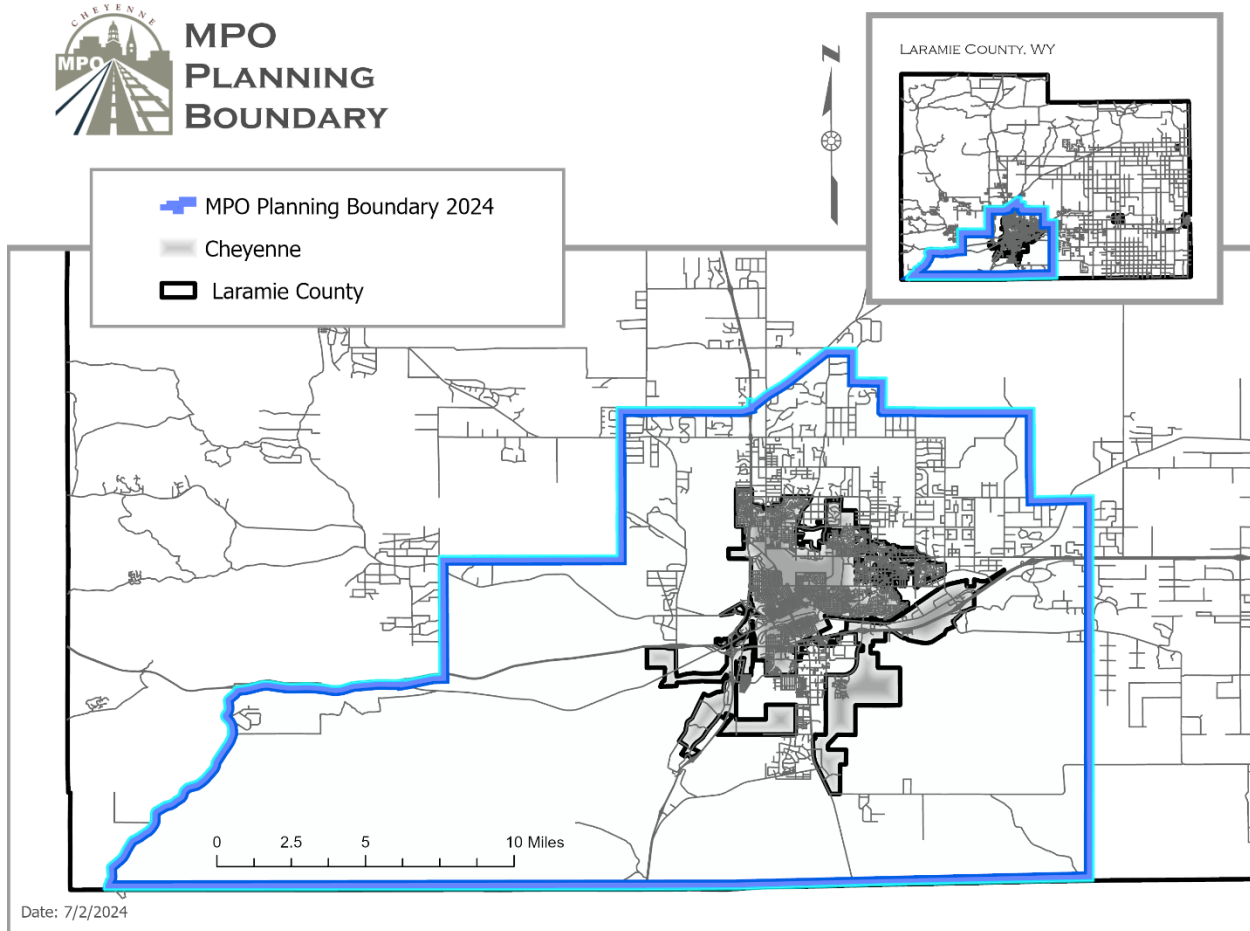 CHEYENNE
MPO
MPO
PLANNING
BOUNDARY
N
LARAMIE COUNTY, WY
MPO Planning Boundary 2024
Cheyenne
Laramie County
0 2.5 5 10 Miles
Date: 7/2/2024